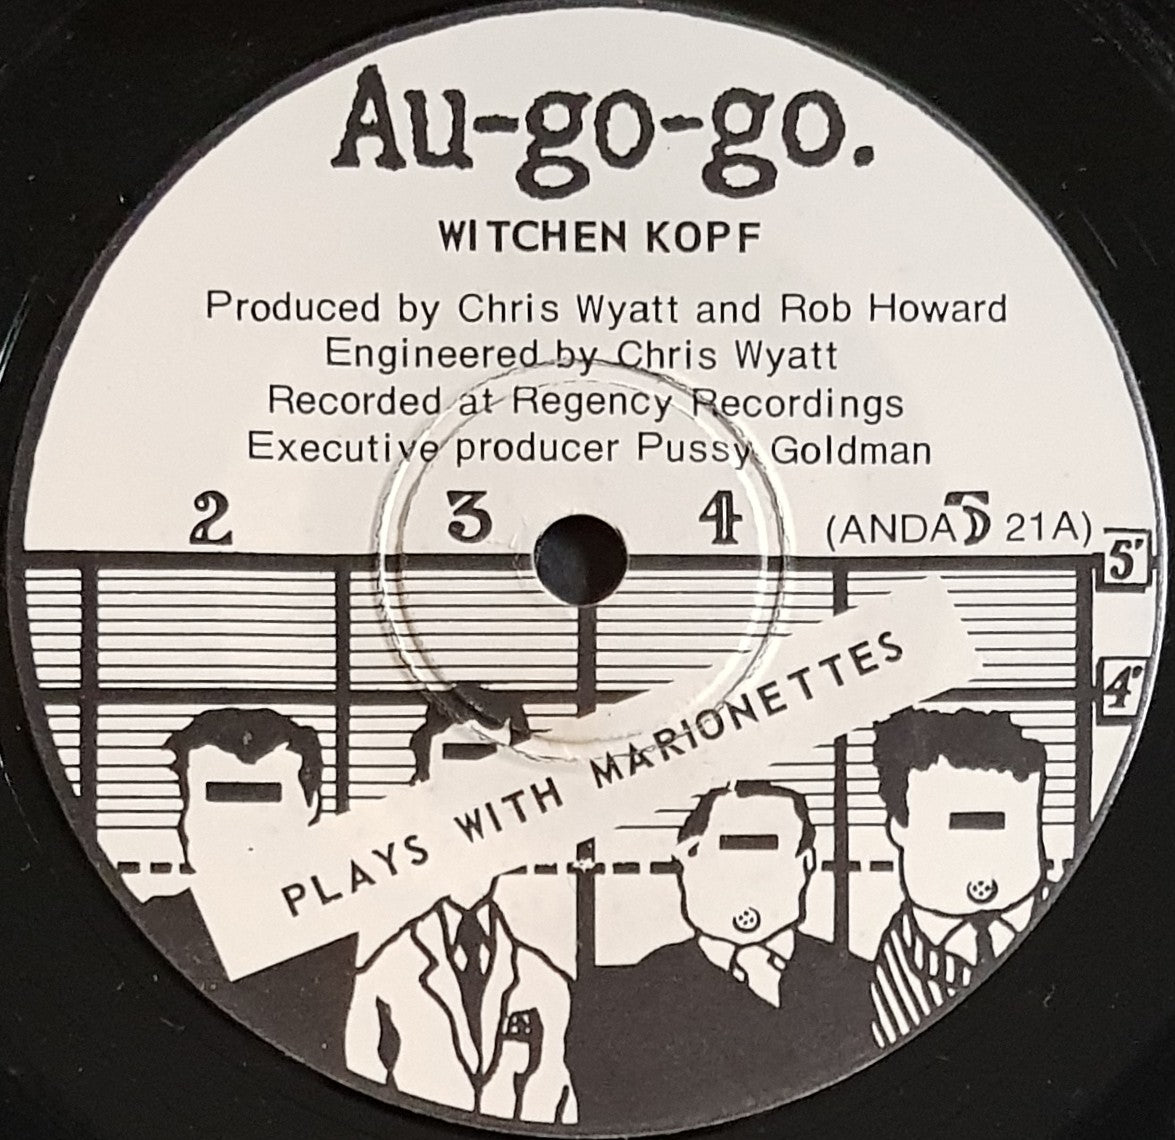 Au-go-go.
WITCHEN KOPF
Produced by Chris Wyatt and Rob Howard
Engineered by Chris Wyatt
Recorded at Regency Recordings
Executive producer Pussy Goldman
2 3 4 (ANDA 21A)
5'
4'
PLAYS WITH MARIONETTES